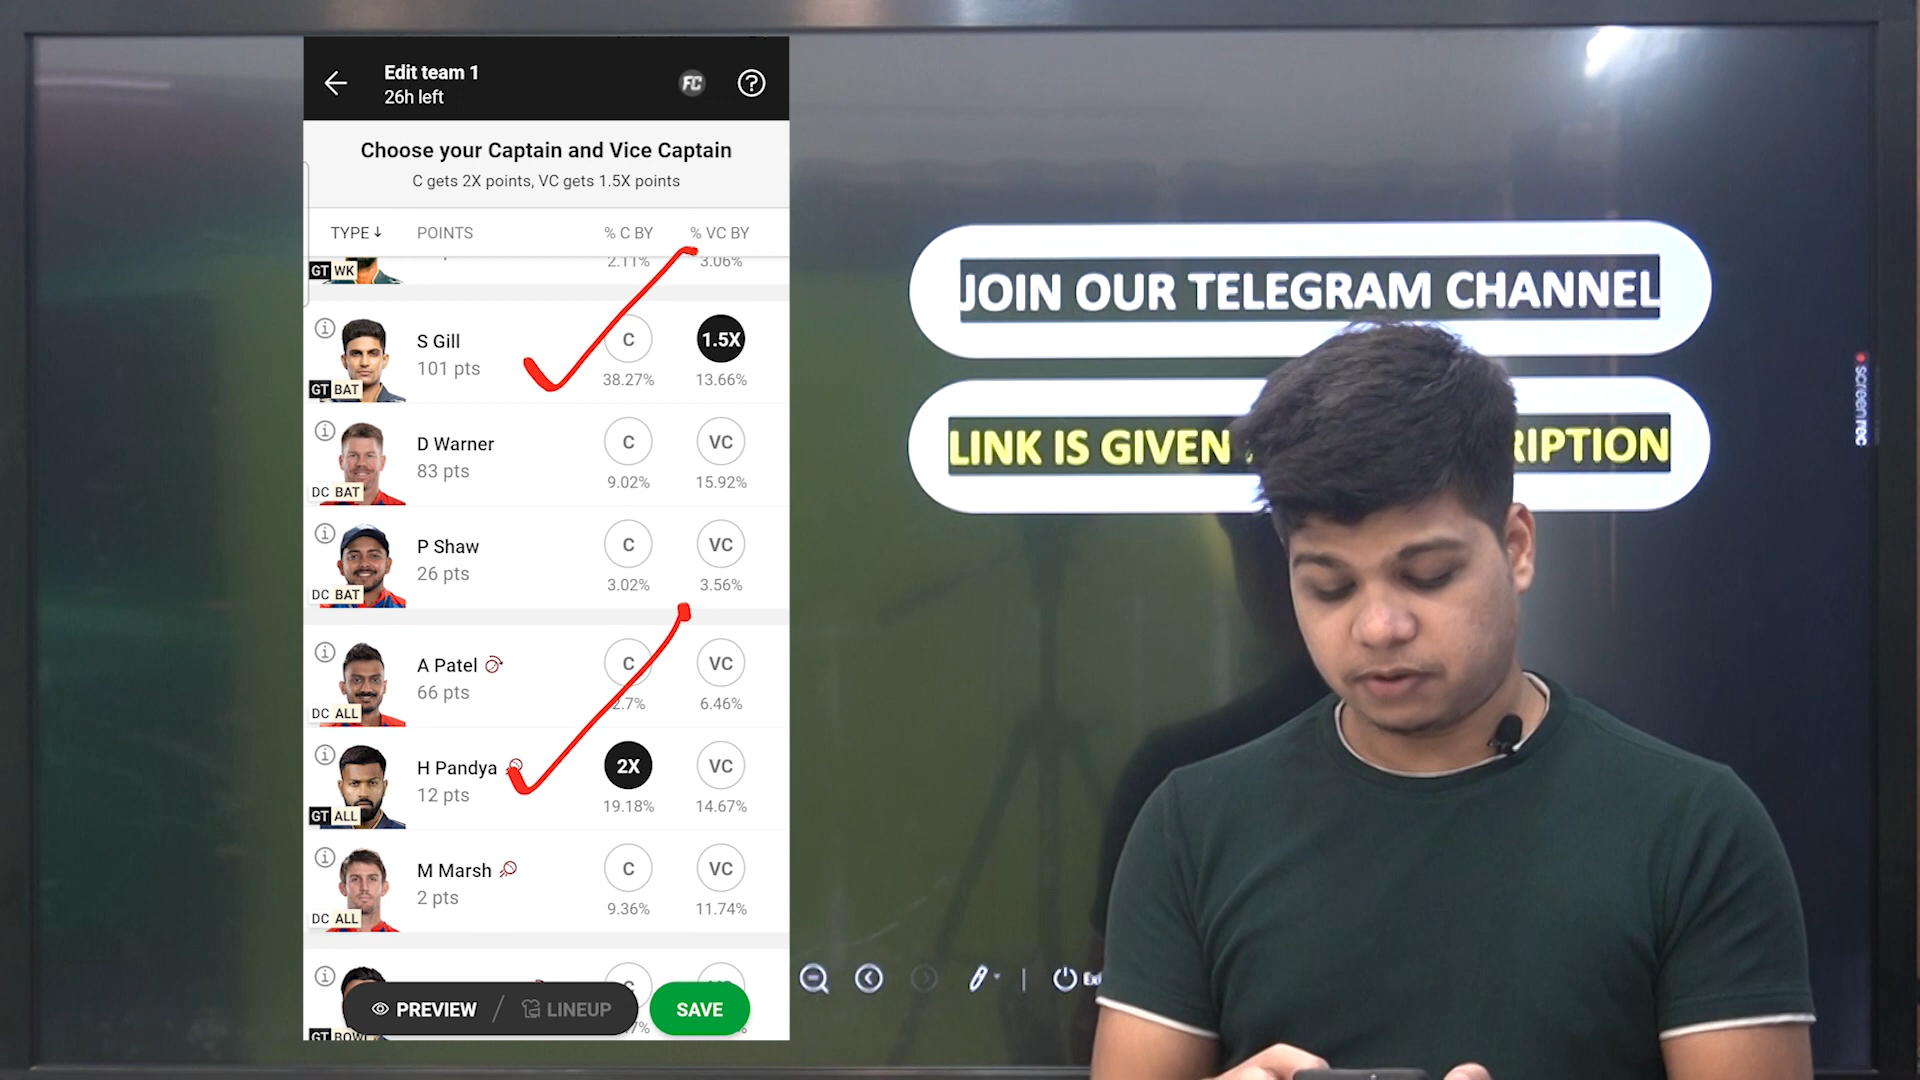 Edit team 1
26h left
FC
Choose your Captain and Vice Captain
C gets 2X points, VC gets 1.5X points
TYPE POINTS % C BY % VC BY
GT WK 2.11% 3.06%
S Gill C 1.5X
101 pts 38.27% 13.66%
GT BAT
D Warner C VC
83 pts 9.02% 15.92%
DC BAT
P Shaw C VC
26 pts 3.02% 3.56%
DC BAT
A Patel C VC
66 pts 2.7% 6.46%
DC ALL
H Pandya 2X VC
12 pts 19.18% 14.67%
GT ALL
M Marsh C VC
2 pts 9.36% 11.74%
DC ALL
PREVIEW / LINEUP SAVE
GT BOWL
JOIN OUR TELEGRAM CHANNEL
LINK IS GIVEN
screen rec